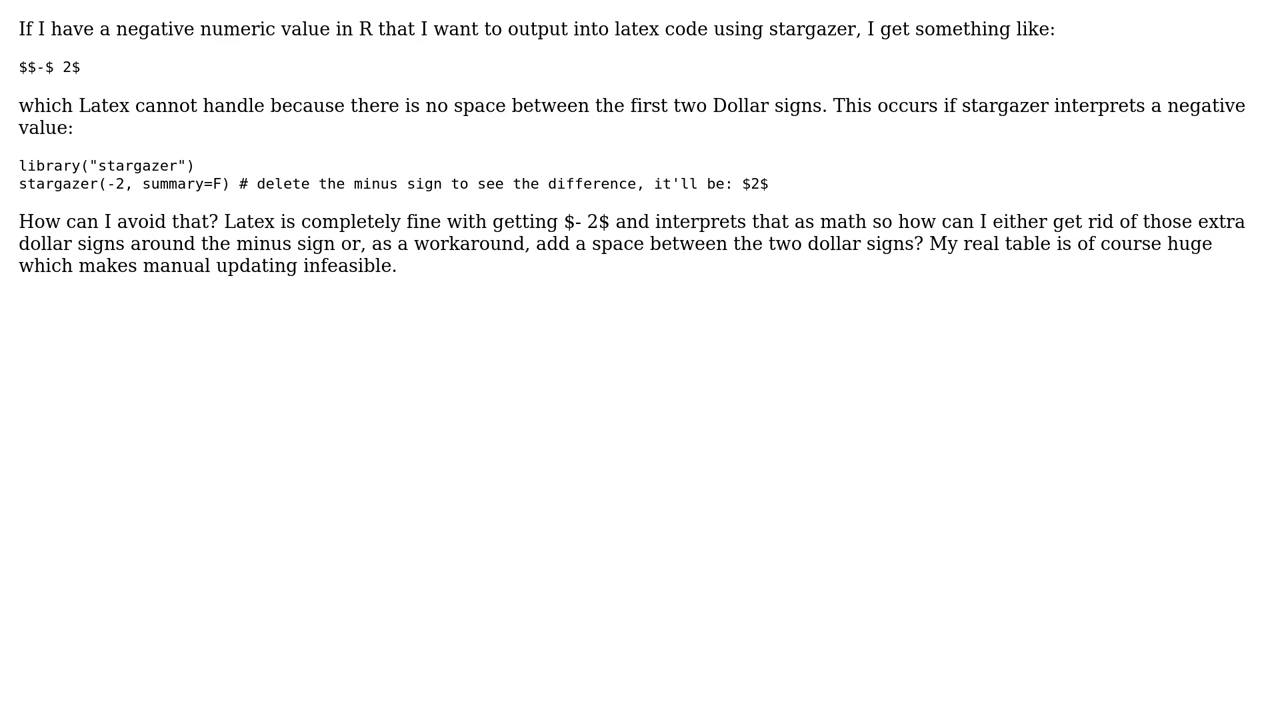 If I have a negative numeric value in R that I want to output into latex code using stargazer, I get something like:
$$-$ 2$
which Latex cannot handle because there is no space between the first two Dollar signs. This occurs if stargazer interprets a negative
value:
library("stargazer")
stargazer(-2, summary=F) # delete the minus sign to see the difference, it'll be: $2$
How can I avoid that? Latex is completely fine with getting $- 2$ and interprets that as math so how can I either get rid of those extra
dollar signs around the minus sign or, as a workaround, add a space between the two dollar signs? My real table is of course huge
which makes manual updating infeasible.